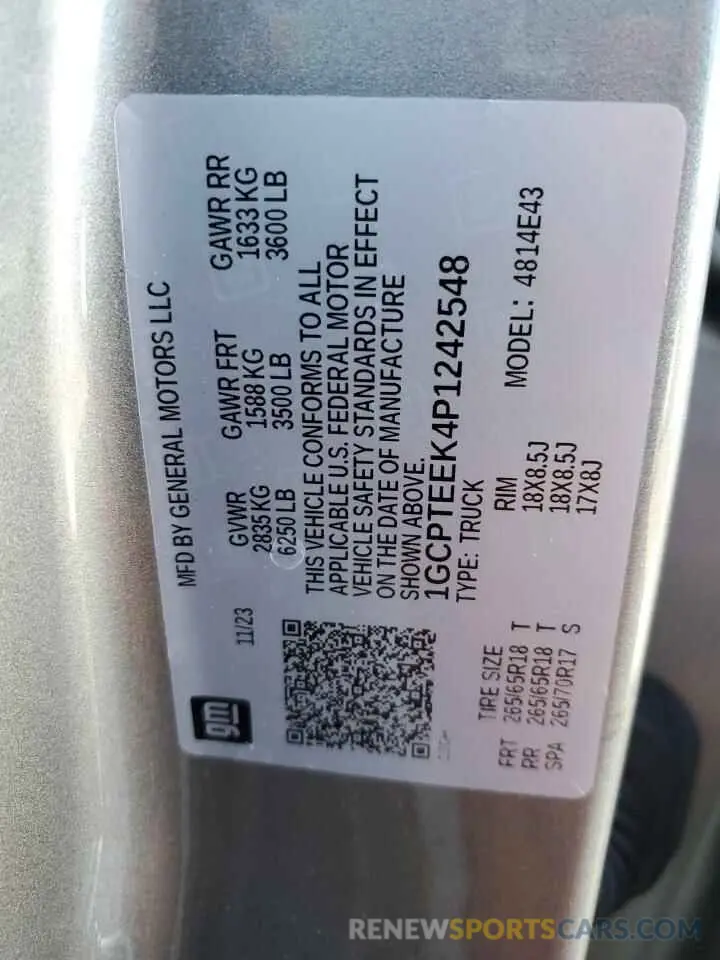 MFD BY GENERAL MOTORS LLC
gm
11/23
GVWR GAWR FRT GAWR RR
2835 KG 1588 KG 1633 KG
6250 LB 3500 LB 3600 LB
THIS VEHICLE CONFORMS TO ALL
APPLICABLE U.S. FEDERAL MOTOR
VEHICLE SAFETY STANDARDS IN EFFECT
ON THE DATE OF MANUFACTURE
SHOWN ABOVE.
1GCPTEEK4P1242548
TYPE: TRUCK
MODEL: 4814E43
TIRE SIZE RIM
FRT 265/65R18 T 18X8.5J
RR 265/65R18 T 18X8.5J
SPA 265/70R17 S 17X8J
RENEWSPORTSCARS.COM